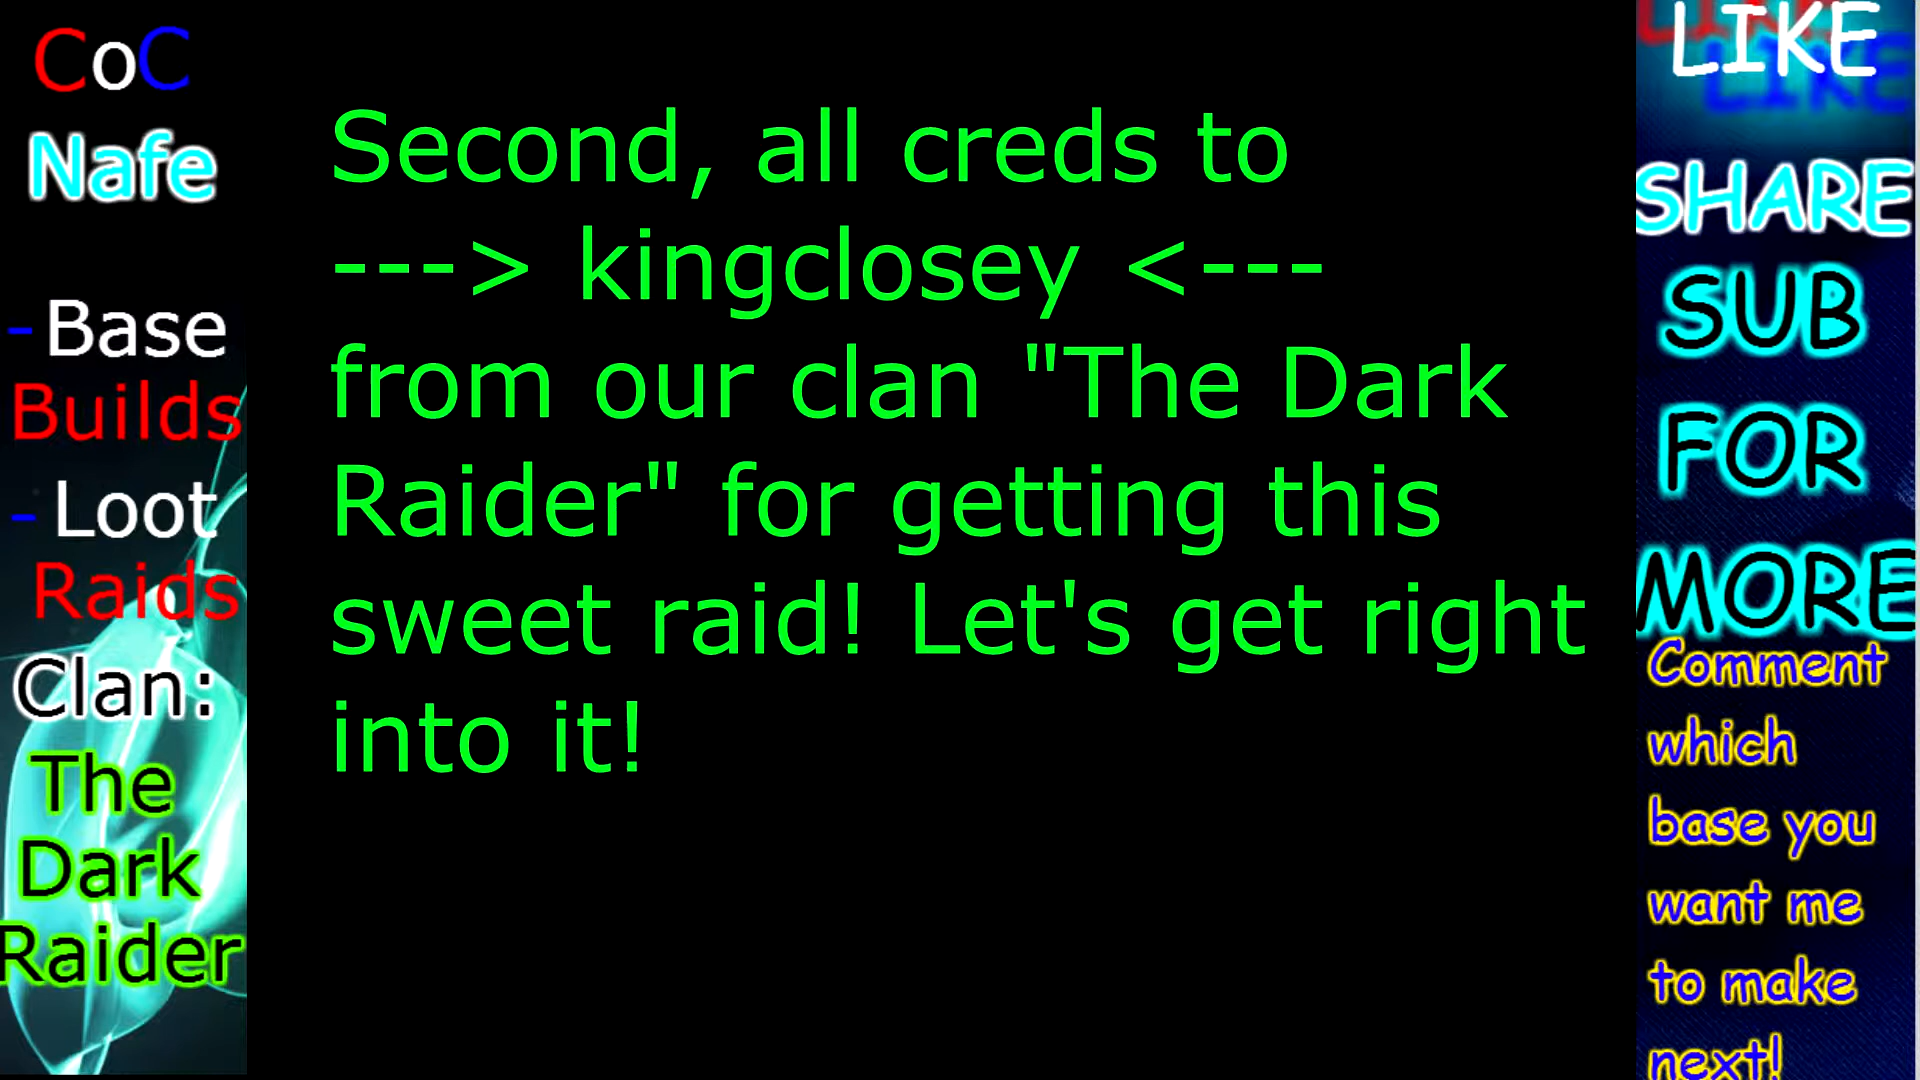 CoC
Nafe
-Base
Builds
-Loot
Raids
Clan:
The
Dark
Raider
Second, all creds to
---> kingclosey <---
from our clan "The Dark
Raider" for getting this
sweet raid! Let's get right
into it!
LIKE
SHARE
SUB
FOR
MORE
Comment
which
base you
want me
to make
next!